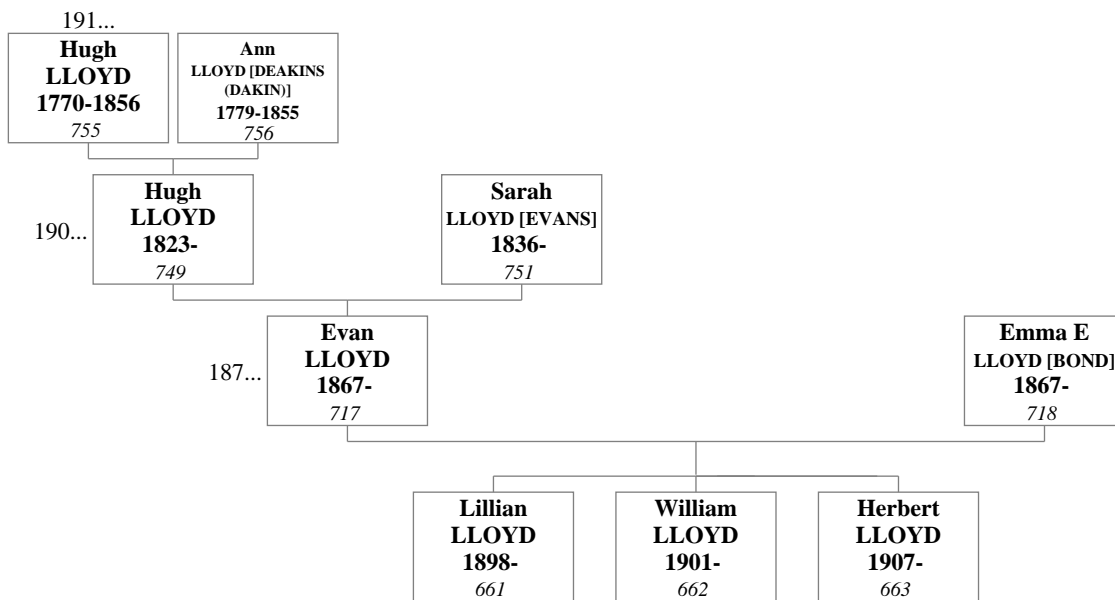 191...
Hugh
LLOYD
1770-1856
755
Ann
LLOYD [DEAKINS
(DAKIN)]
1779-1855
756
190...
Hugh
LLOYD
1823-
749
Sarah
LLOYD [EVANS]
1836-
751
187...
Evan
LLOYD
1867-
717
Emma E
LLOYD [BOND]
1867-
718
Lillian
LLOYD
1898-
661
William
LLOYD
1901-
662
Herbert
LLOYD
1907-
663